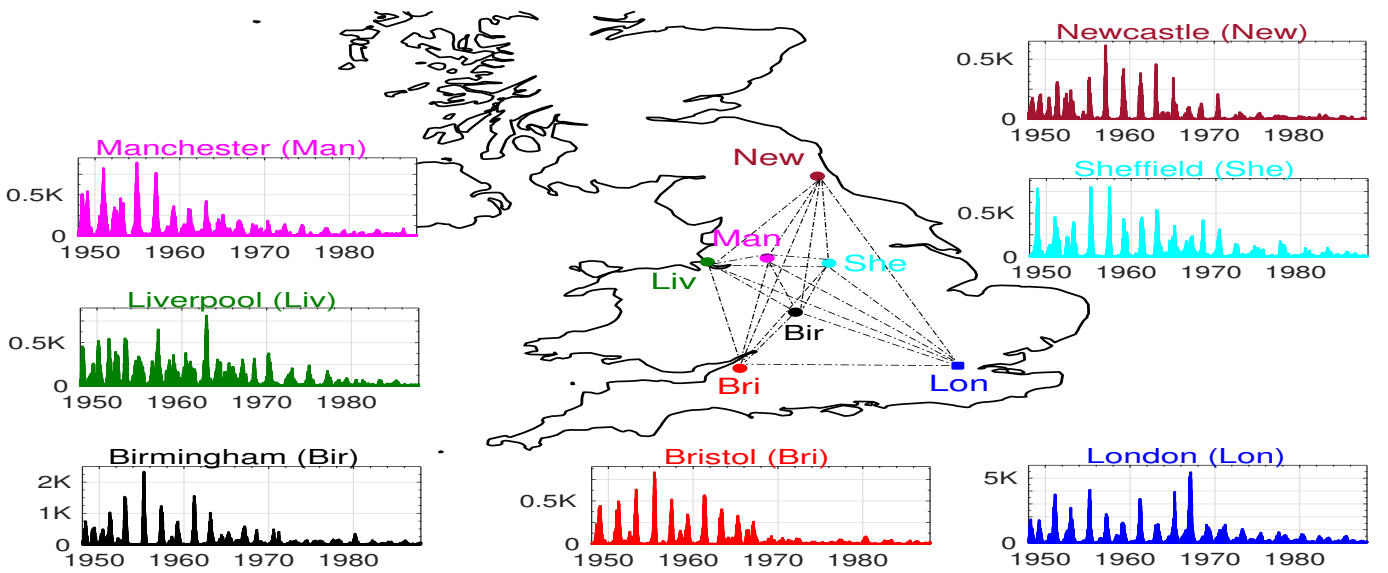 Newcastle (New)
0.5K
0
1950 1960 1970 1980
Manchester (Man)
0.5K
0
1950 1960 1970 1980
New
Sheffield (She)
0.5K
0
1950 1960 1970 1980
Man
She
Liv
Liverpool (Liv)
0.5K
0
1950 1960 1970 1980
Bir
Bri
Lon
Birmingham (Bir)
2K
1K
0
1950 1960 1970 1980
Bristol (Bri)
0.5K
0
1950 1960 1970 1980
London (Lon)
5K
0
1950 1960 1970 1980